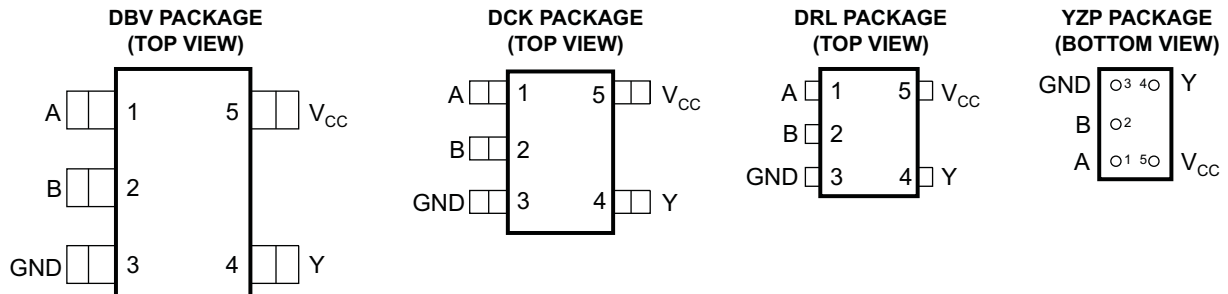 DBV PACKAGE
(TOP VIEW)
A 1 5 VCC
B 2
GND 3 4 Y
DCK PACKAGE
(TOP VIEW)
A 1 5 VCC
B 2
GND 3 4 Y
DRL PACKAGE
(TOP VIEW)
A 1 5 VCC
B 2
GND 3 4 Y
YZP PACKAGE
(BOTTOM VIEW)
GND 3 4 Y
B 2
A 1 5 VCC